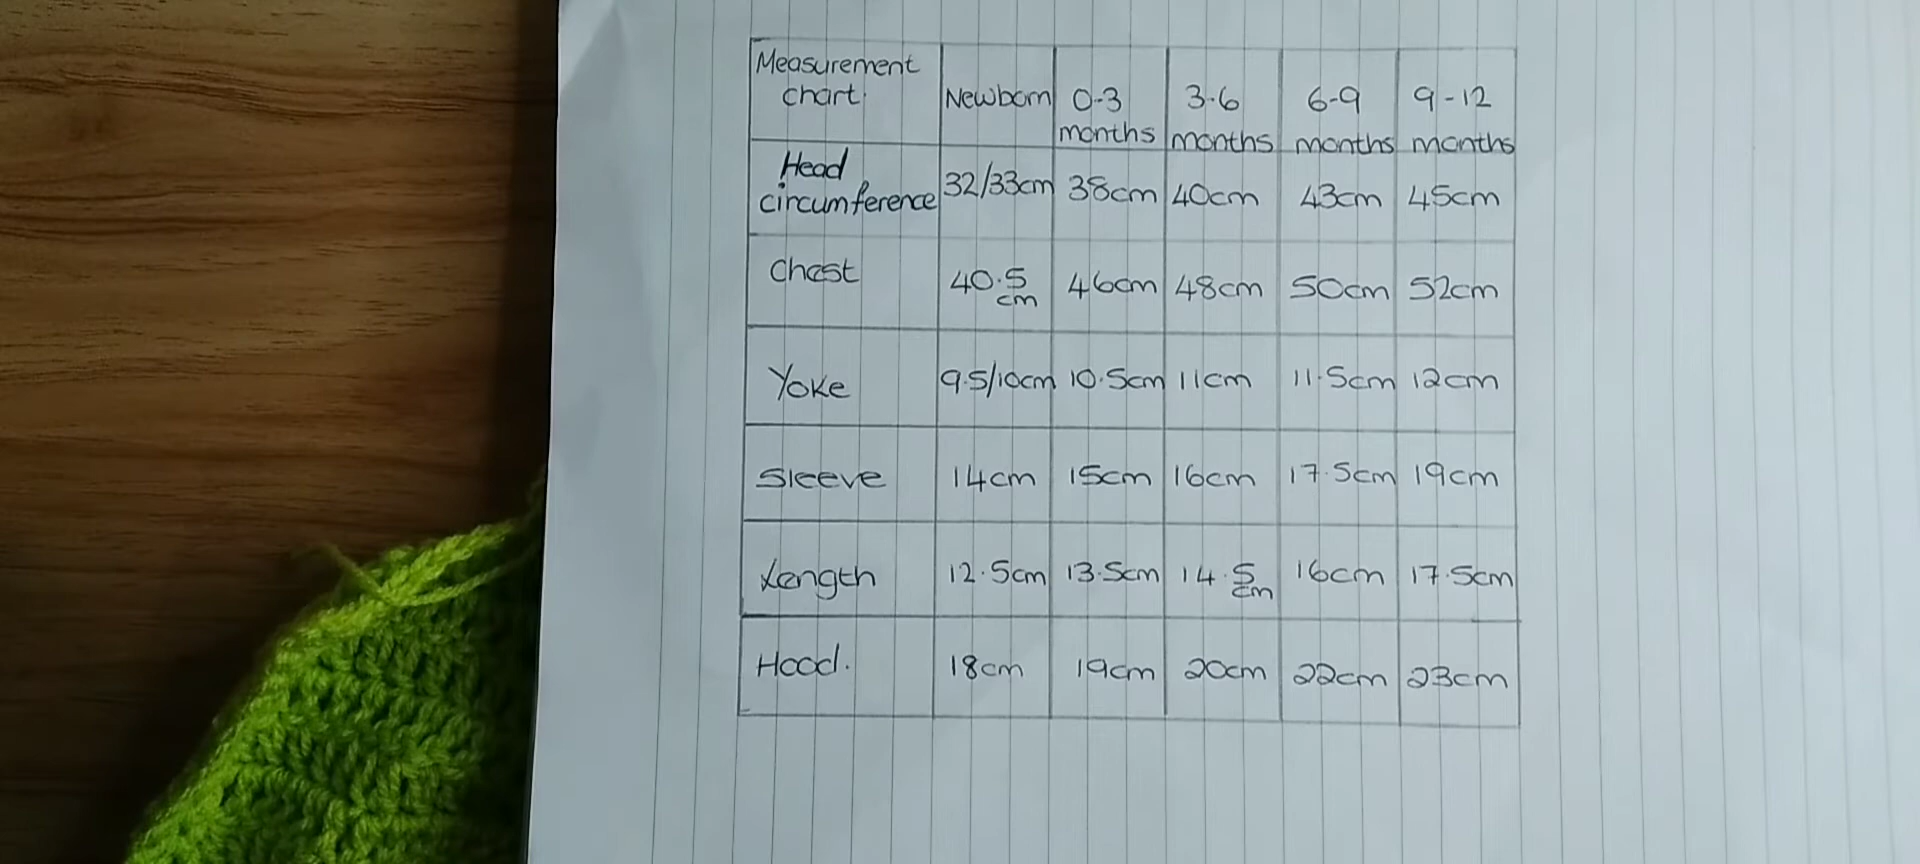 Measurement chart. Newborn 0-3 months 3-6 months 6-9 months 9-12 months
Head circumference 32/33cm 38cm 40cm 43cm 45cm
Chest 40.5 cm 46cm 48cm 50cm 52cm
Yoke 9.5/10cm 10.5cm 11cm 11.5cm 12cm
Sleeve 14cm 15cm 16cm 17.5cm 19cm
Length 12.5cm 13.5cm 14.5 cm 16cm 17.5cm
Hood. 18cm 19cm 20cm 22cm 23cm